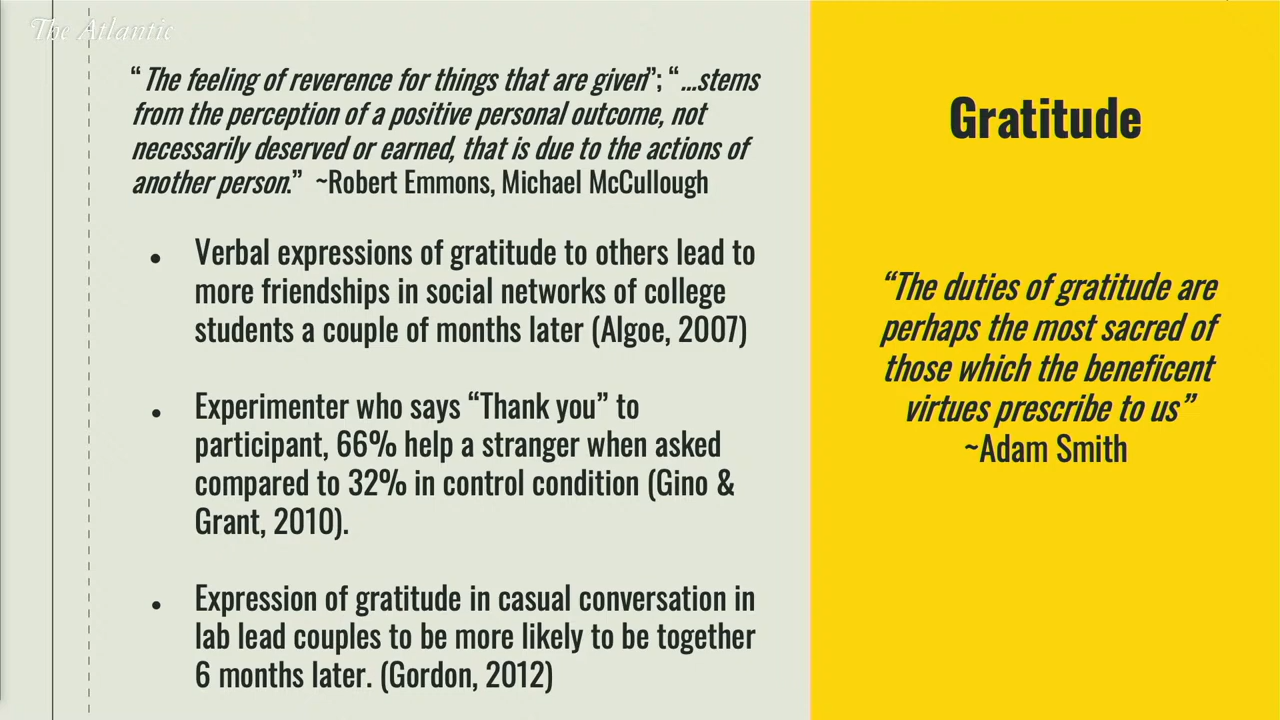 The Atlantic
“The feeling of reverence for things that are given”; “...stems
from the perception of a positive personal outcome, not
necessarily deserved or earned, that is due to the actions of
another person.” ~Robert Emmons, Michael McCullough
• Verbal expressions of gratitude to others lead to
more friendships in social networks of college
students a couple of months later (Algoe, 2007)
• Experimenter who says “Thank you” to
participant, 66% help a stranger when asked
compared to 32% in control condition (Gino &
Grant, 2010).
• Expression of gratitude in casual conversation in
lab lead couples to be more likely to be together
6 months later. (Gordon, 2012)
Gratitude
“The duties of gratitude are
perhaps the most sacred of
those which the beneficent
virtues prescribe to us”
~Adam Smith